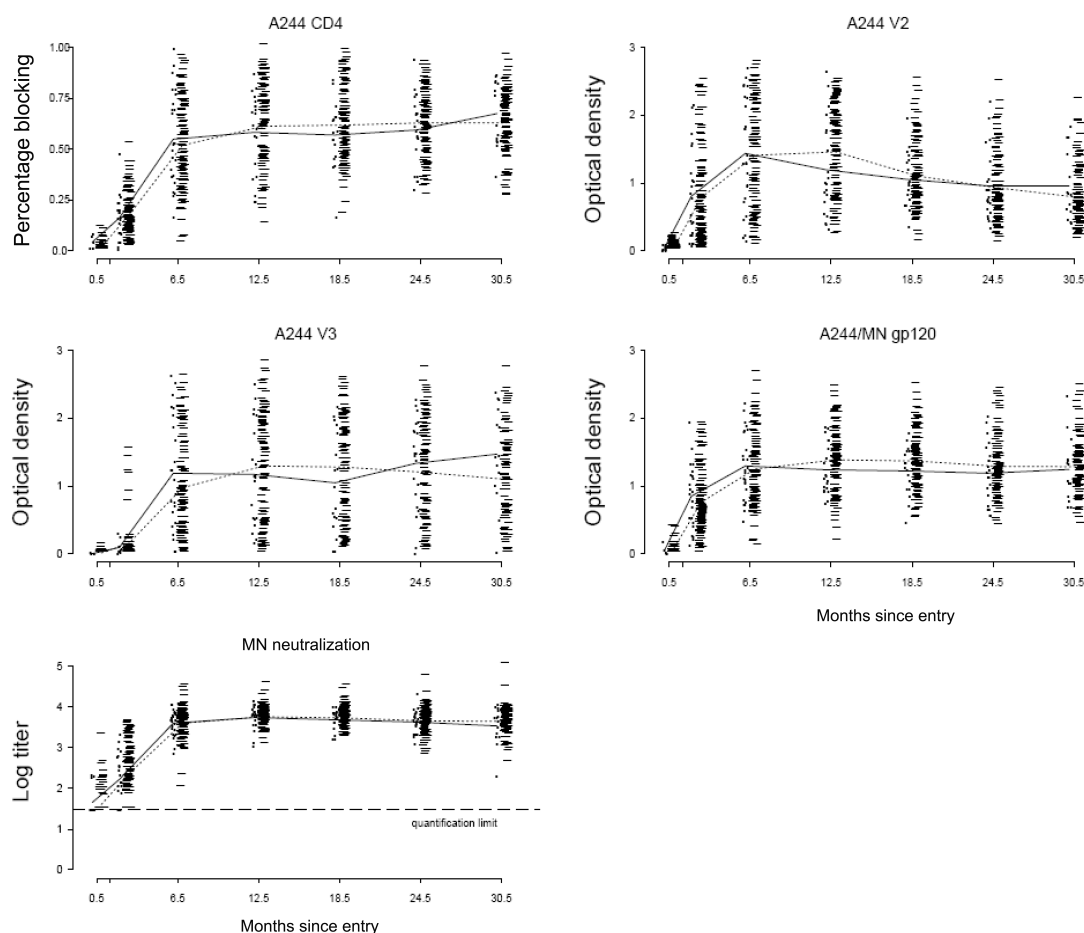 A244 CD4
Percentage blocking
1.00
0.75
0.50
0.25
0.0
0.5 6.5 12.5 18.5 24.5 30.5
A244 V2
Optical density
3
2
1
0
0.5 6.5 12.5 18.5 24.5 30.5
A244 V3
Optical density
3
2
1
0
0.5 6.5 12.5 18.5 24.5 30.5
A244/MN gp120
Optical density
3
2
1
0
0.5 6.5 12.5 18.5 24.5 30.5
Months since entry
MN neutralization
Log titer
5
4
3
2
1
0
quantification limit
0.5 6.5 12.5 18.5 24.5 30.5
Months since entry